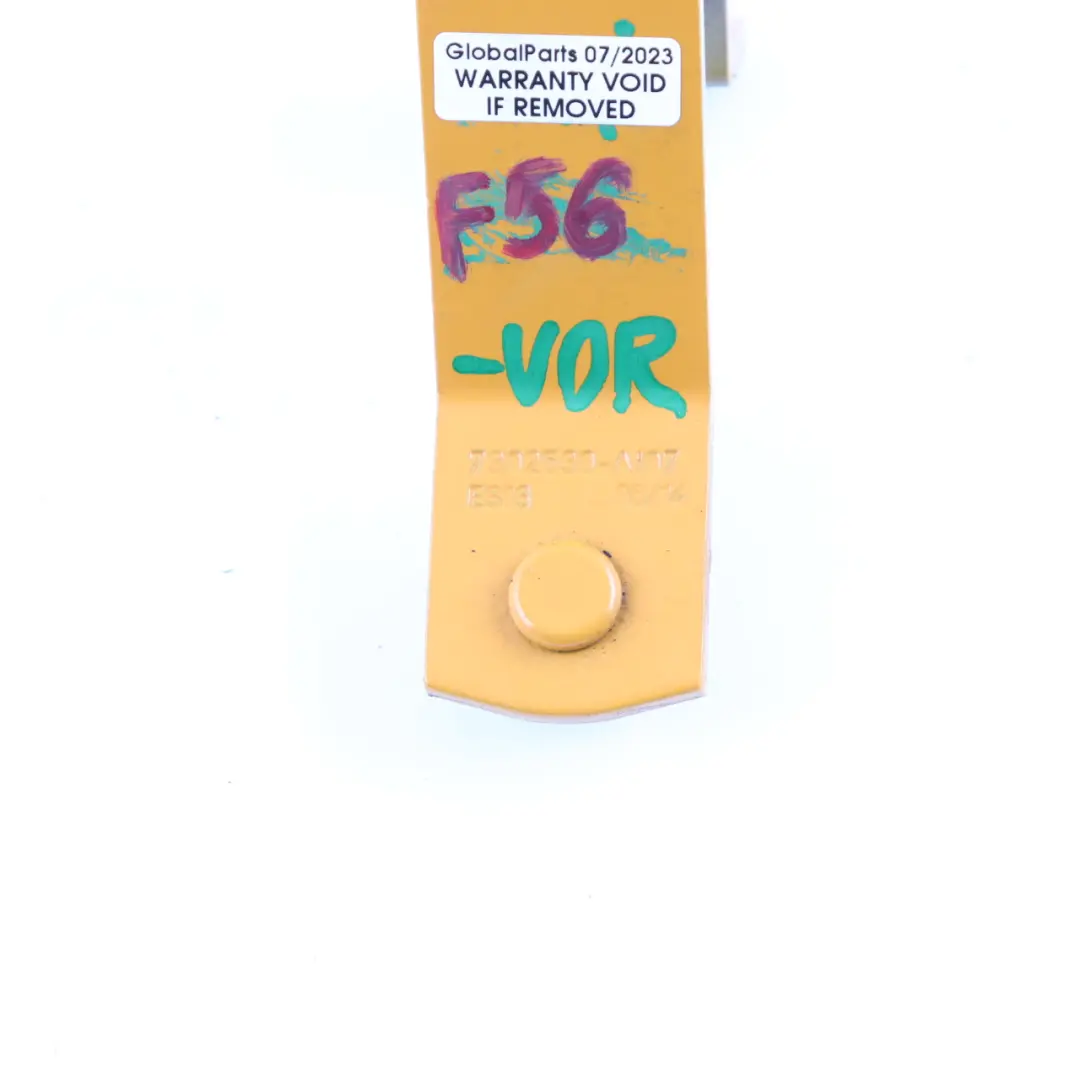 GlobalParts 07/2023
WARRANTY VOID
IF REMOVED
F56
-VOR